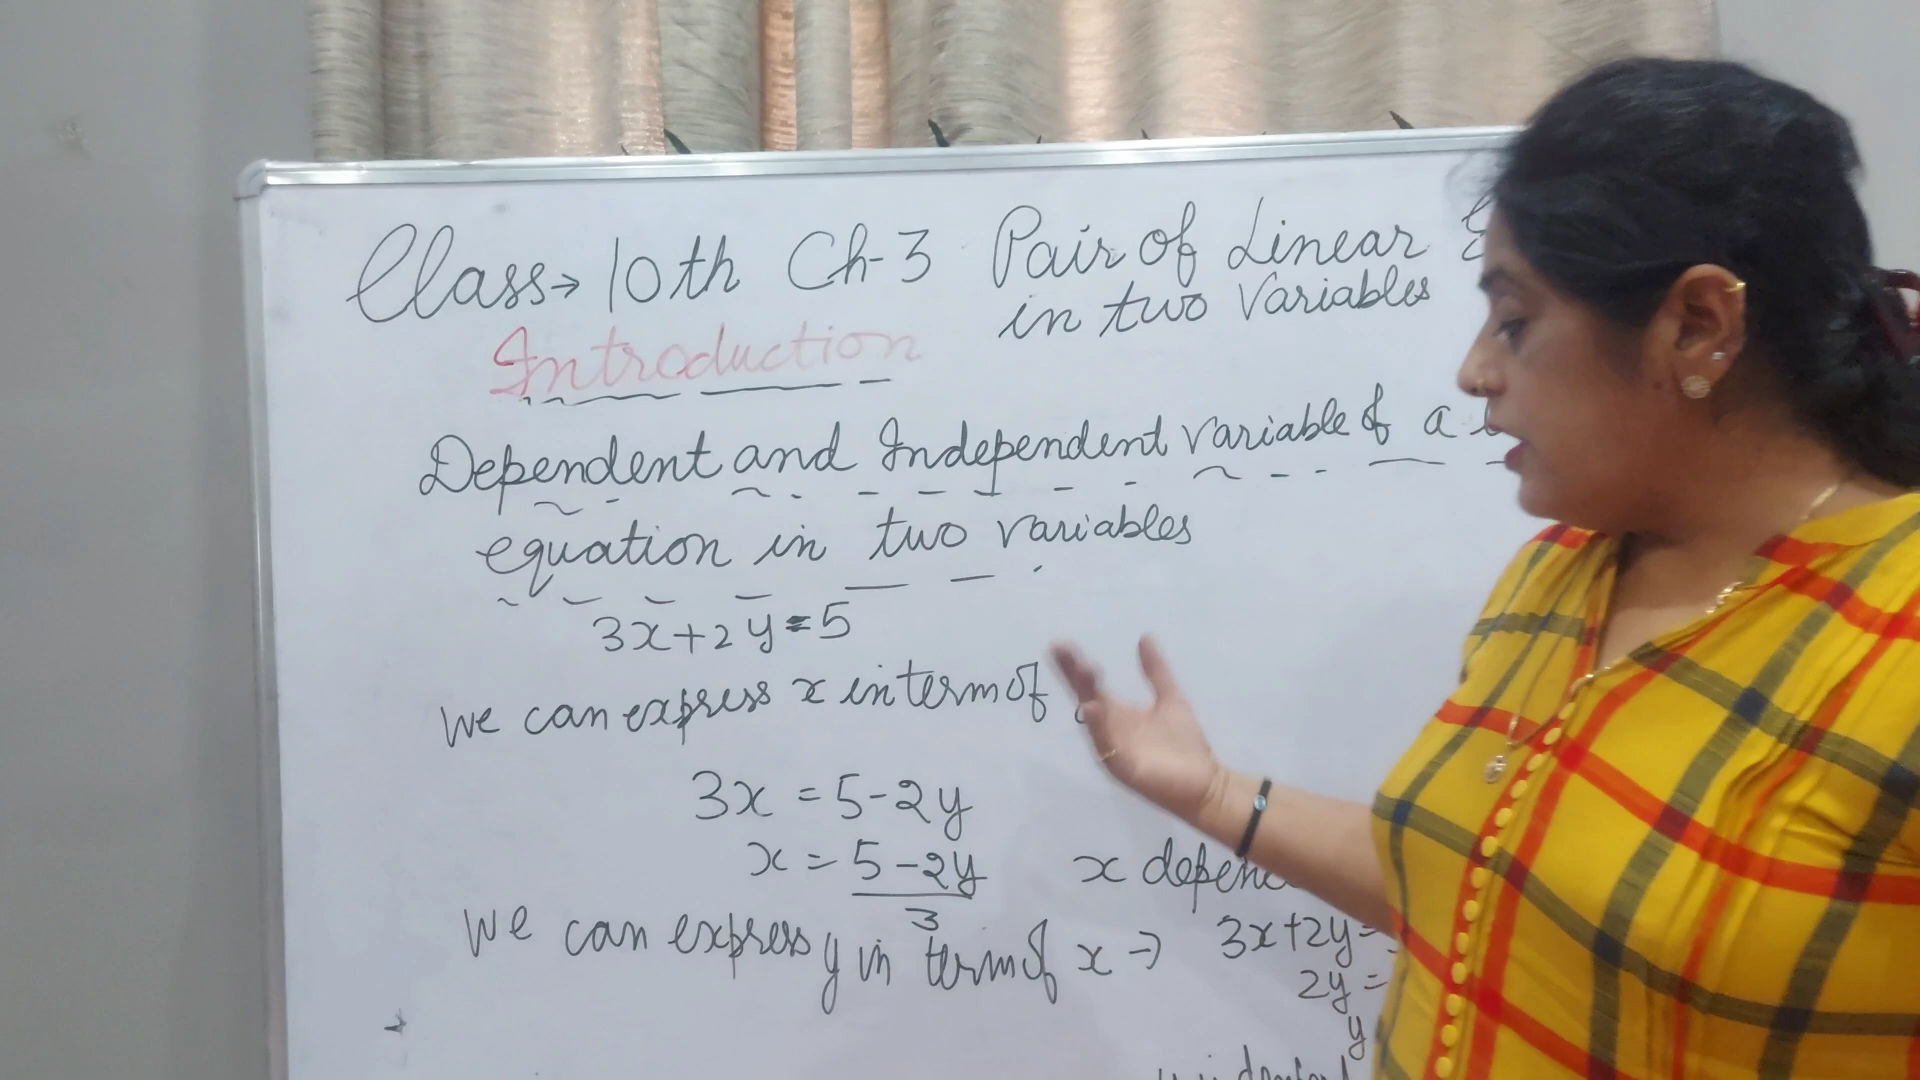 Class→ 10th Ch-3 Pair of Linear
in two Variables
Introduction
Dependent and Independent variable of a
equation in two variables
3x+2y=5
We can express x in term of
3x = 5-2y
x = 5-2y
3
x depen
We can express y in term of x →
3x+2y=
2y =
y